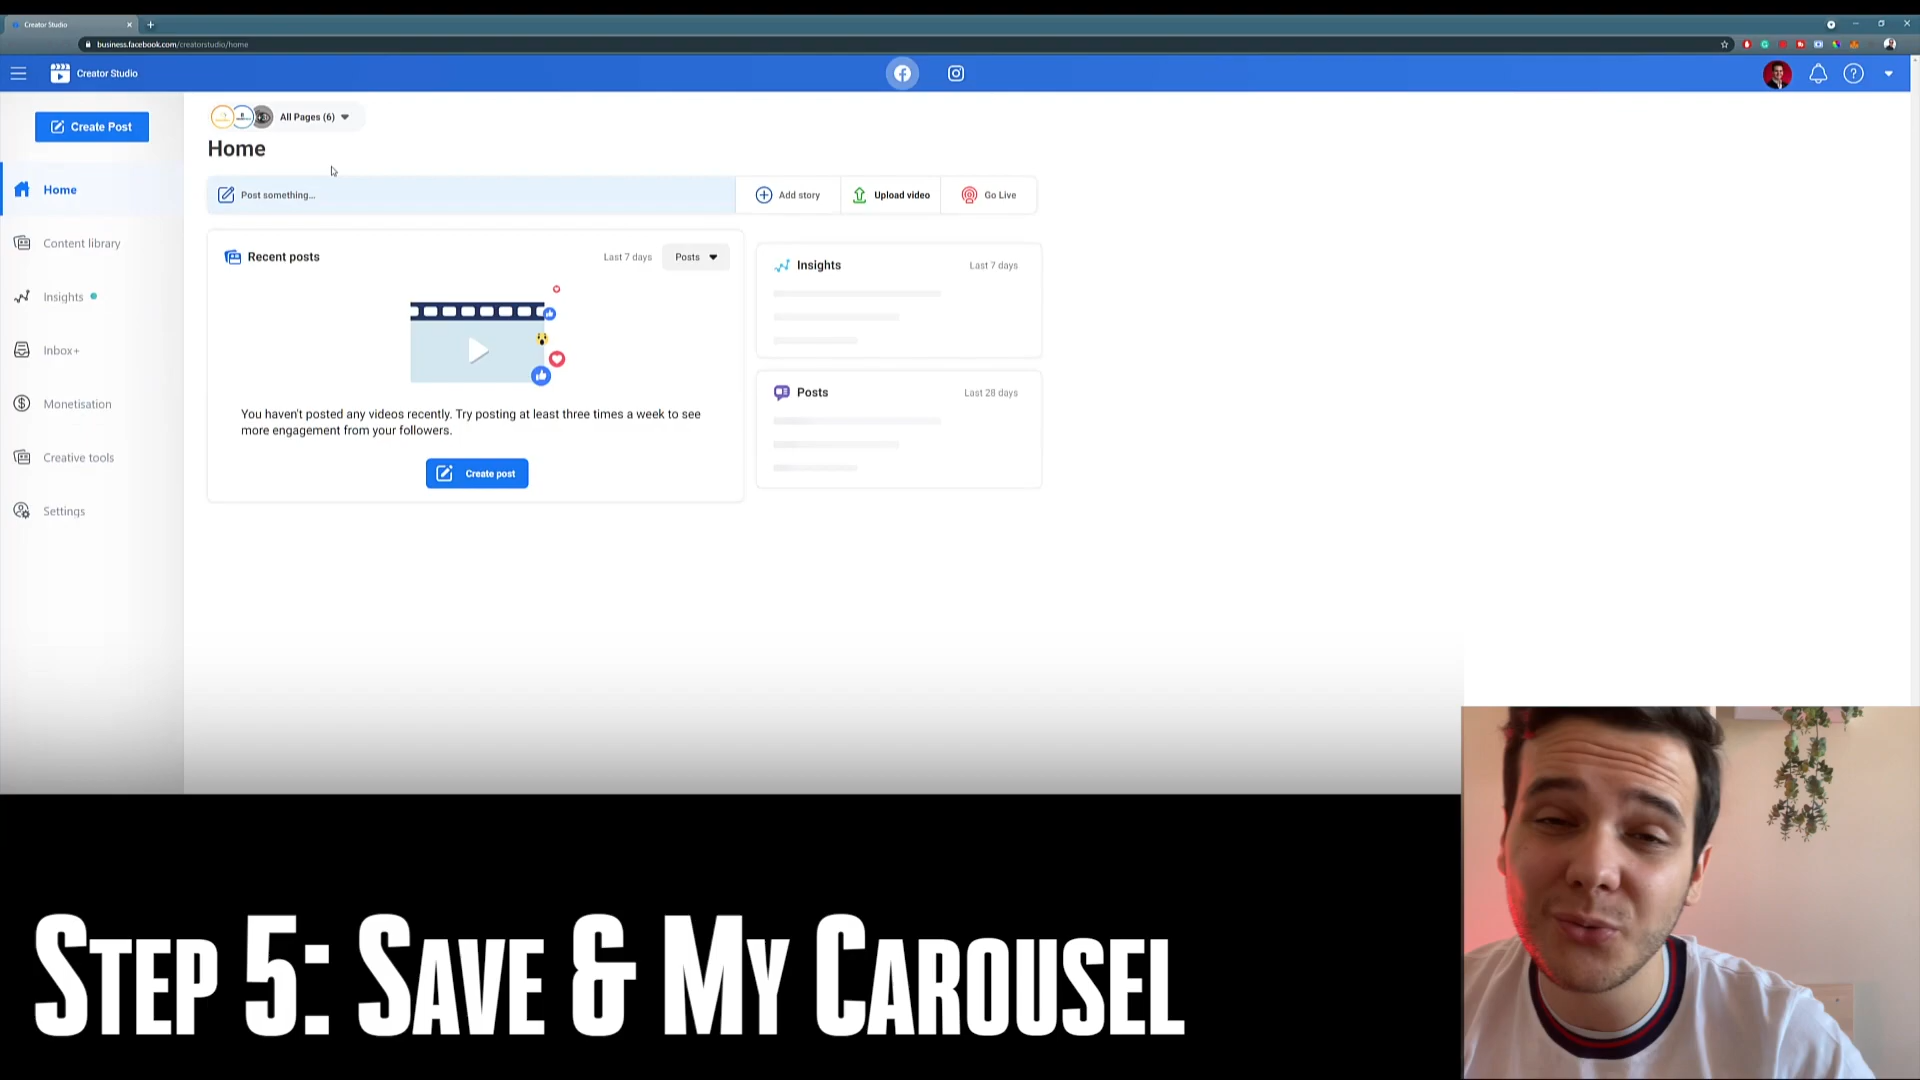 Creator Studio
business.facebook.com/creatorstudio/home
Creator Studio
Create Post
All Pages (6)
Home
Home
Post something...
Add story
Upload video
Go Live
Content library
Insights
Inbox+
Monetisation
Creative tools
Settings
Recent posts
Last 7 days
Posts
You haven't posted any videos recently. Try posting at least three times a week to see
more engagement from your followers.
Create post
Insights
Last 7 days
Posts
Last 28 days
STEP 5: SAVE & MY CAROUSEL